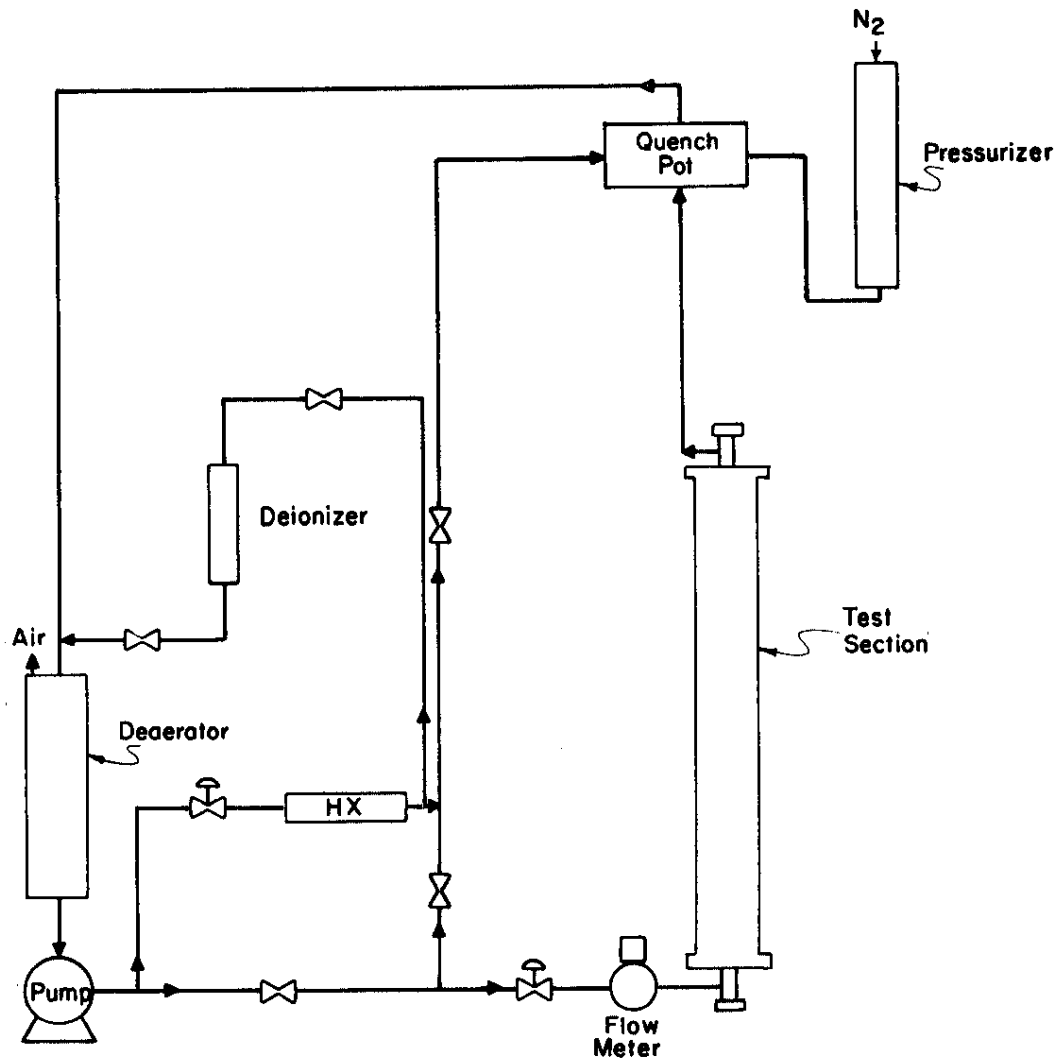 N2
Quench
Pot
Pressurizer
Deionizer
Air
Test
Section
Deaerator
HX
Pump
Flow
Meter